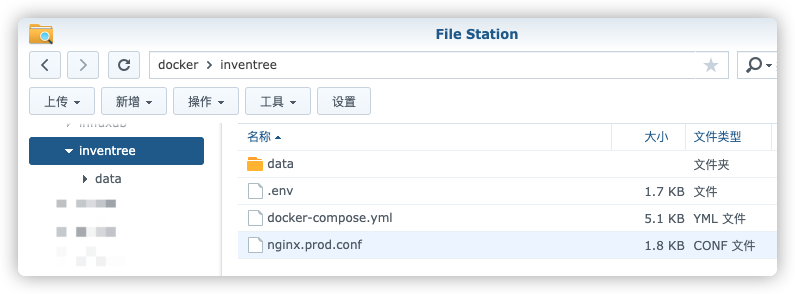 File Station
docker > inventree
上传 新增 操作 工具 设置
influxdb
inventree
data
名称 大小 文件类型
data 文件夹
.env 1.7 KB 文件
docker-compose.yml 5.1 KB YML 文件
nginx.prod.conf 1.8 KB CONF 文件